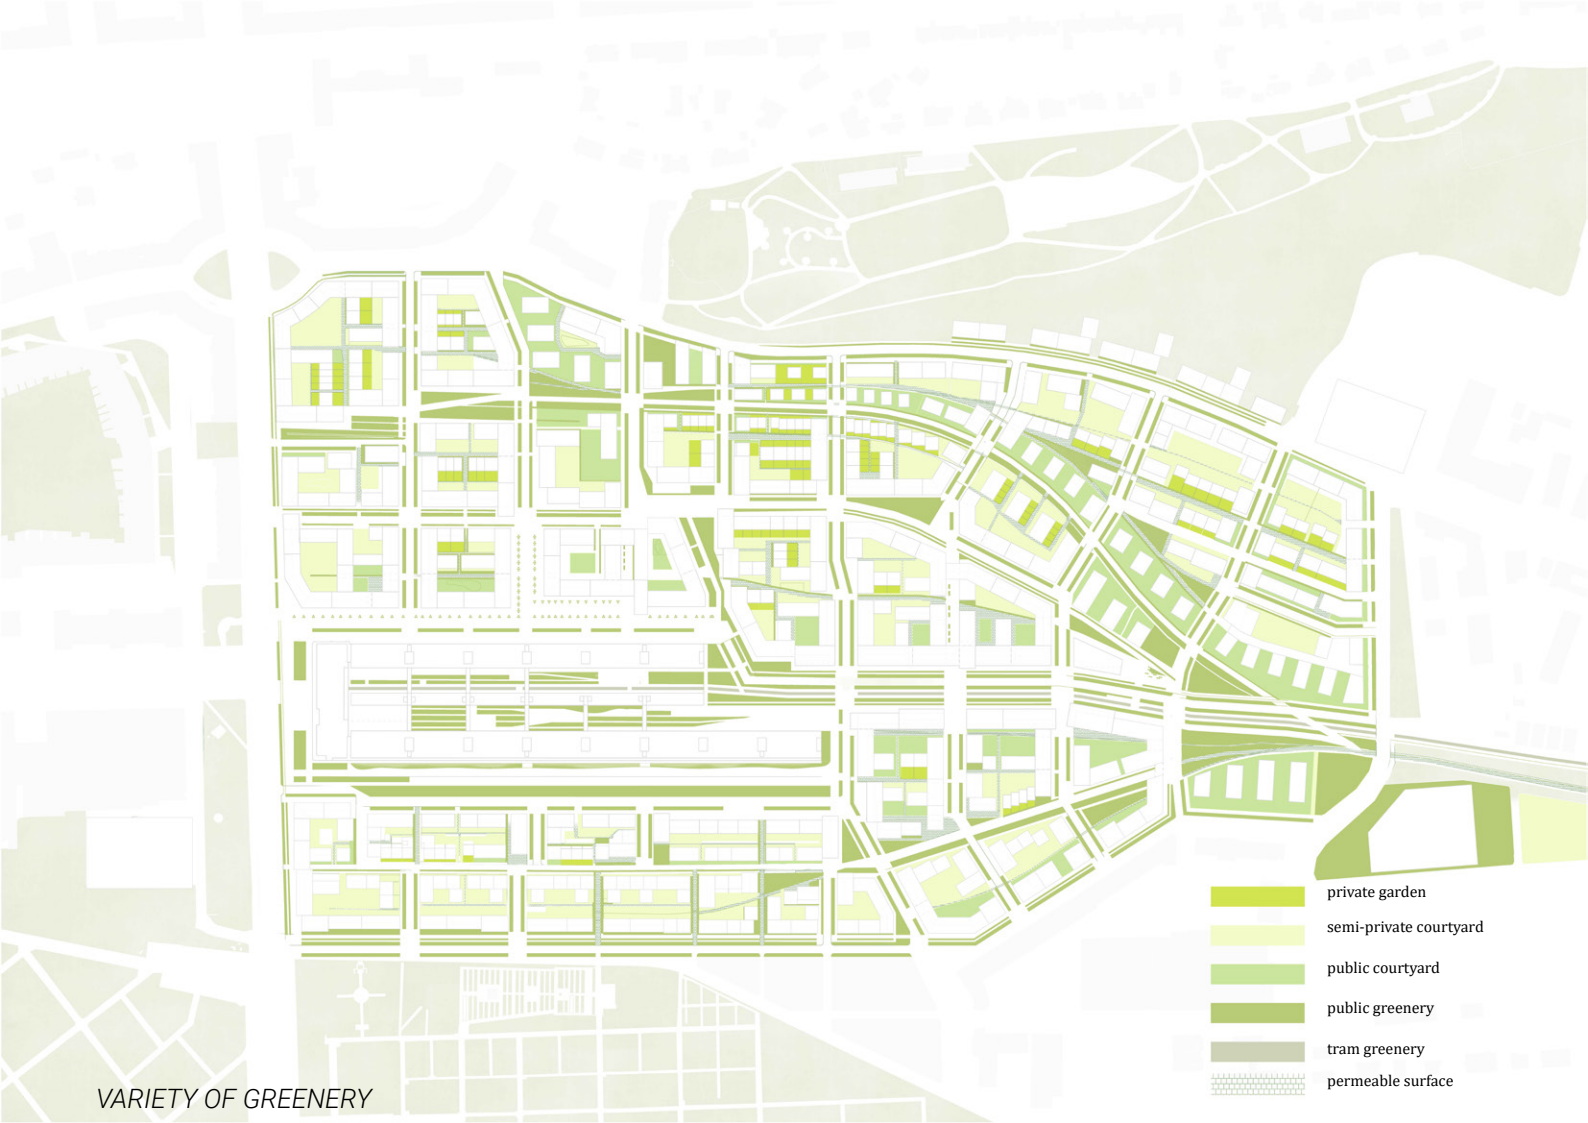 private garden
semi-private courtyard
public courtyard
public greenery
tram greenery
permeable surface
VARIETY OF GREENERY